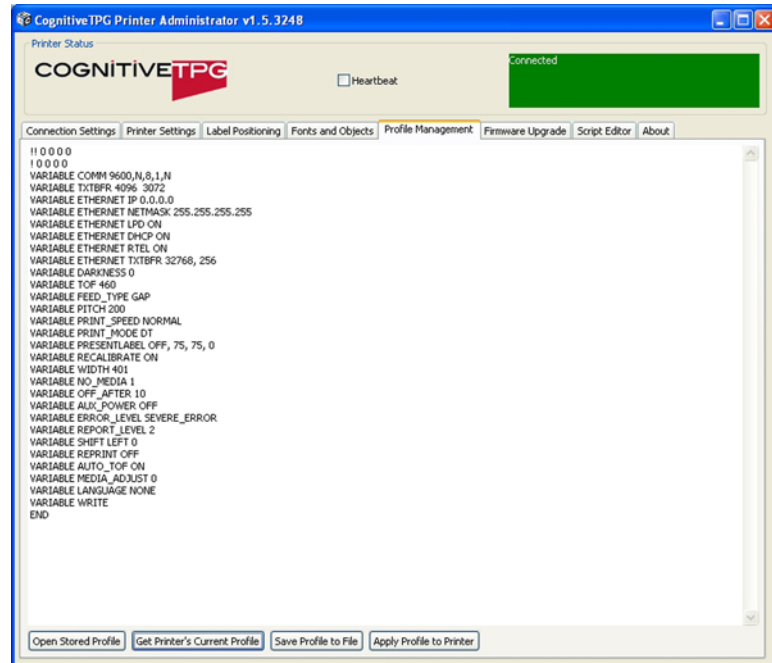 CognitiveTPG Printer Administrator v1.5.3248
Printer Status
COGNITIVETPG
Heartbeat
Connected
Connection Settings Printer Settings Label Positioning Fonts and Objects Profile Management Firmware Upgrade Script Editor About
!! 0 0 0 0
! 0 0 0 0
VARIABLE COMM 9600,N,8,1,N
VARIABLE TXTBFR 4096 3072
VARIABLE ETHERNET IP 0.0.0.0
VARIABLE ETHERNET NETMASK 255.255.255.255
VARIABLE ETHERNET LPD ON
VARIABLE ETHERNET DHCP ON
VARIABLE ETHERNET RTEL ON
VARIABLE ETHERNET TXTBFR 32768, 256
VARIABLE DARKNESS 0
VARIABLE TOF 460
VARIABLE FEED_TYPE GAP
VARIABLE PITCH 200
VARIABLE PRINT_SPEED NORMAL
VARIABLE PRINT_MODE DT
VARIABLE PRESENTLABEL OFF, 75, 75, 0
VARIABLE RECALIBRATE ON
VARIABLE WIDTH 401
VARIABLE NO_MEDIA 1
VARIABLE OFF_AFTER 10
VARIABLE AUX_POWER OFF
VARIABLE ERROR_LEVEL SEVERE_ERROR
VARIABLE REPORT_LEVEL 2
VARIABLE SHIFT LEFT 0
VARIABLE REPRINT OFF
VARIABLE AUTO_TOF ON
VARIABLE MEDIA_ADJUST 0
VARIABLE LANGUAGE NONE
VARIABLE WRITE
END
Open Stored Profile Get Printer's Current Profile Save Profile to File Apply Profile to Printer